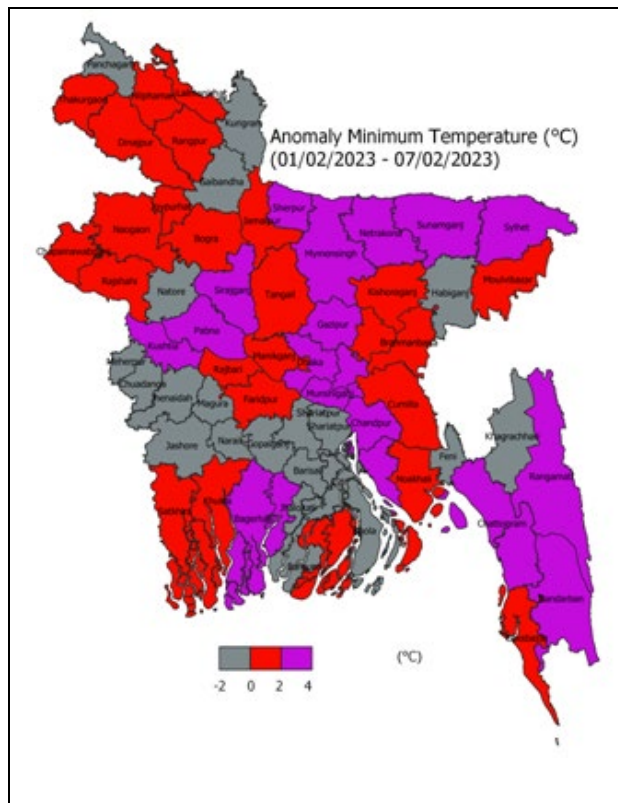 Panchagarh
Thakurgaon
Nilphamari
Lalmonirhat
Kurigram
Dinajpur
Rangpur
Anomaly Minimum Temperature (°C)
(01/02/2023 - 07/02/2023)
Gaibandha
Sherpur
Jamalpur
Naogaon
Netrakona
Sunamganj
Sylhet
Bogra
Mymensingh
Rajshahi
Natore
Sirajganj
Tangail
Kishoreganj
Habiganj
Moulvibazar
Pabna
Gazipur
Kushtia
Meherpur
Manikganj
Dhaka
Chuadanga
Rajbari
Jhenaidah
Magura
Faridpur
Munshiganj
Cumilla
Shariatpur
Chandpur
Shariatpur
Khagrachhari
Jashore
Narail
Gopalganj
Feni
Barisal
Noakhali
Rangamati
Satkhira
Khulna
Bagerhat
Bhola
Chattogram
Bandarban
(°C)
-2 0 2 4